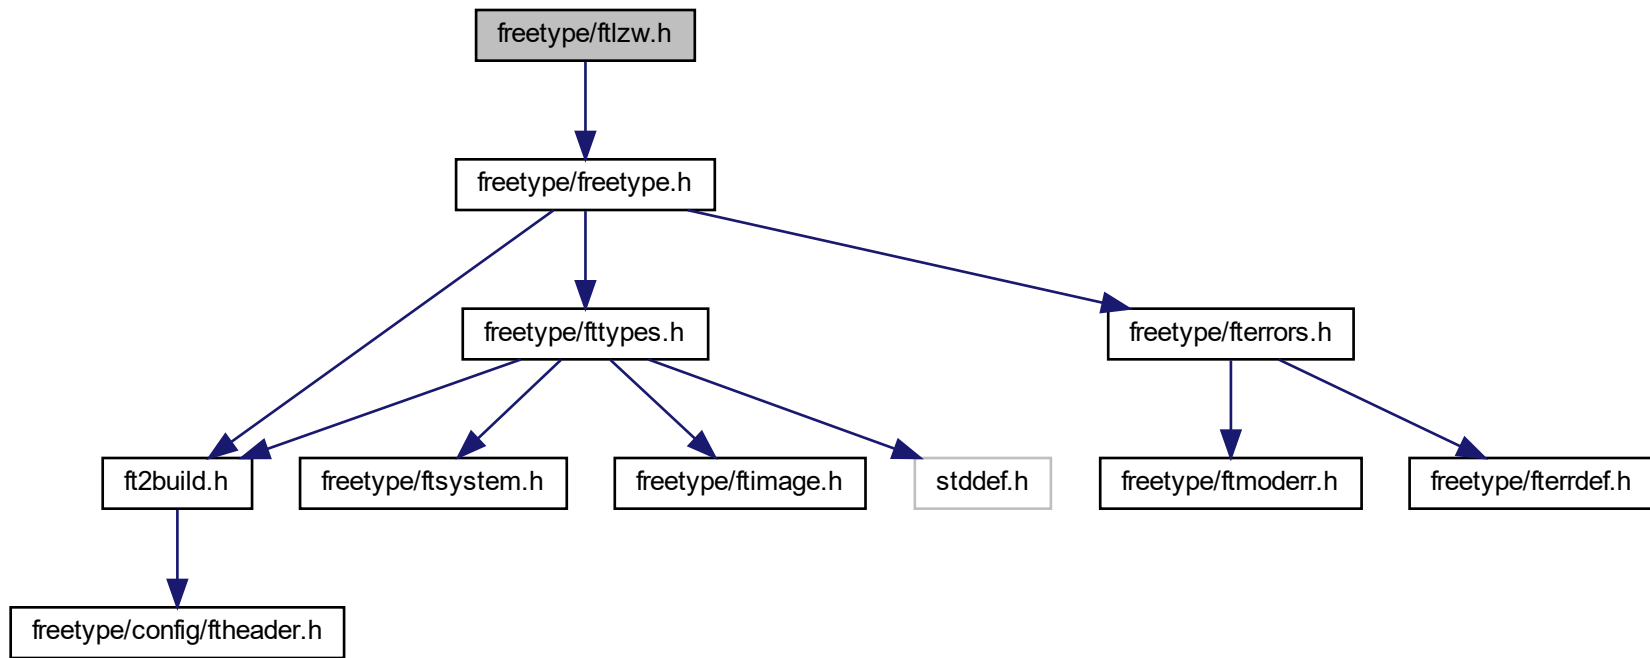 freetype/ftlzw.h
freetype/freetype.h
freetype/fttypes.h
freetype/fterrors.h
ft2build.h
freetype/ftsystem.h
freetype/ftimage.h
stddef.h
freetype/ftmoderr.h
freetype/fterrdef.h
freetype/config/ftheader.h